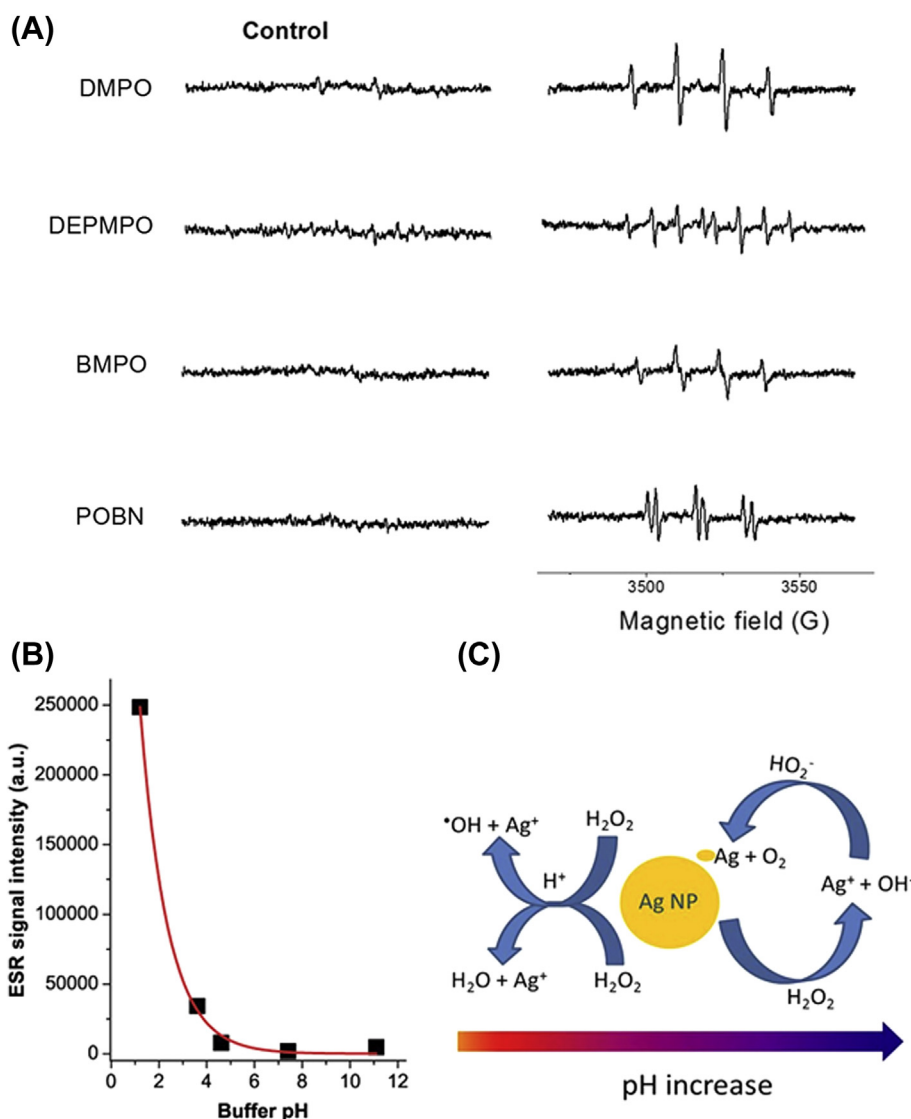 (A)
Control
DMPO
DEPMPO
BMPO
POBN
3500 3550
Magnetic field (G)
(B)
ESR signal intensity (a.u.)
250000
200000
150000
100000
50000
0
0 2 4 6 8 10 12
Buffer pH
(C)
HO₂⁻
•OH + Ag⁺
H₂O₂
Ag + O₂
H⁺
Ag NP
Ag⁺ + OH⁻
H₂O + Ag⁺
H₂O₂
H₂O₂
pH increase